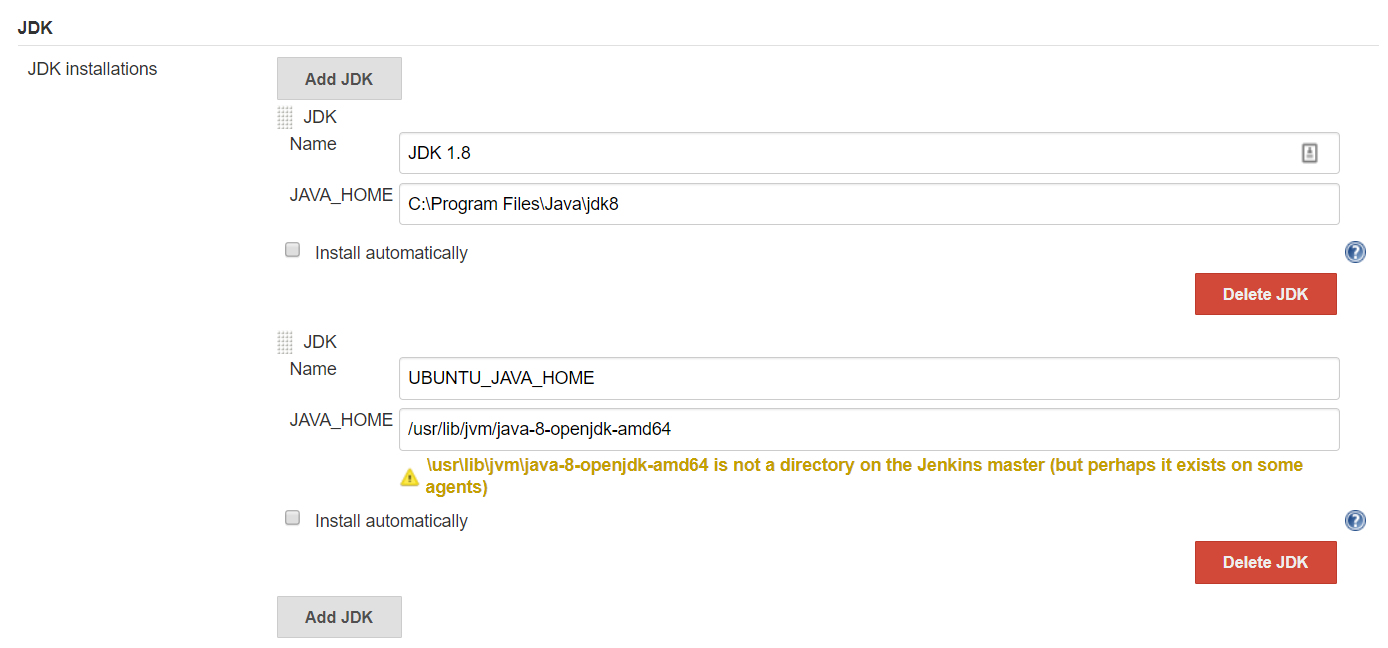 JDK
JDK installations
Add JDK
JDK
Name
JDK 1.8
JAVA_HOME
C:\Program Files\Java\jdk8
Install automatically
?
Delete JDK
JDK
Name
UBUNTU_JAVA_HOME
JAVA_HOME
/usr/lib/jvm/java-8-openjdk-amd64
\usr\lib\jvm\java-8-openjdk-amd64 is not a directory on the Jenkins master (but perhaps it exists on some
agents)
Install automatically
?
Delete JDK
Add JDK